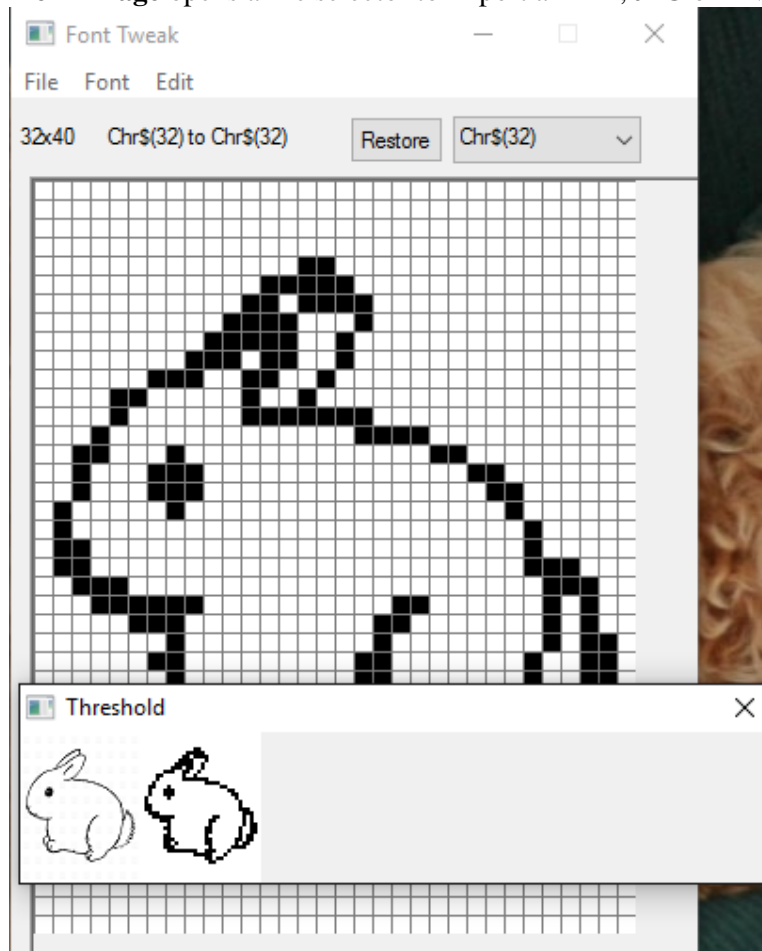 Font Tweak
File Font Edit
32x40 Chr$(32) to Chr$(32) Restore Chr$(32)
Threshold